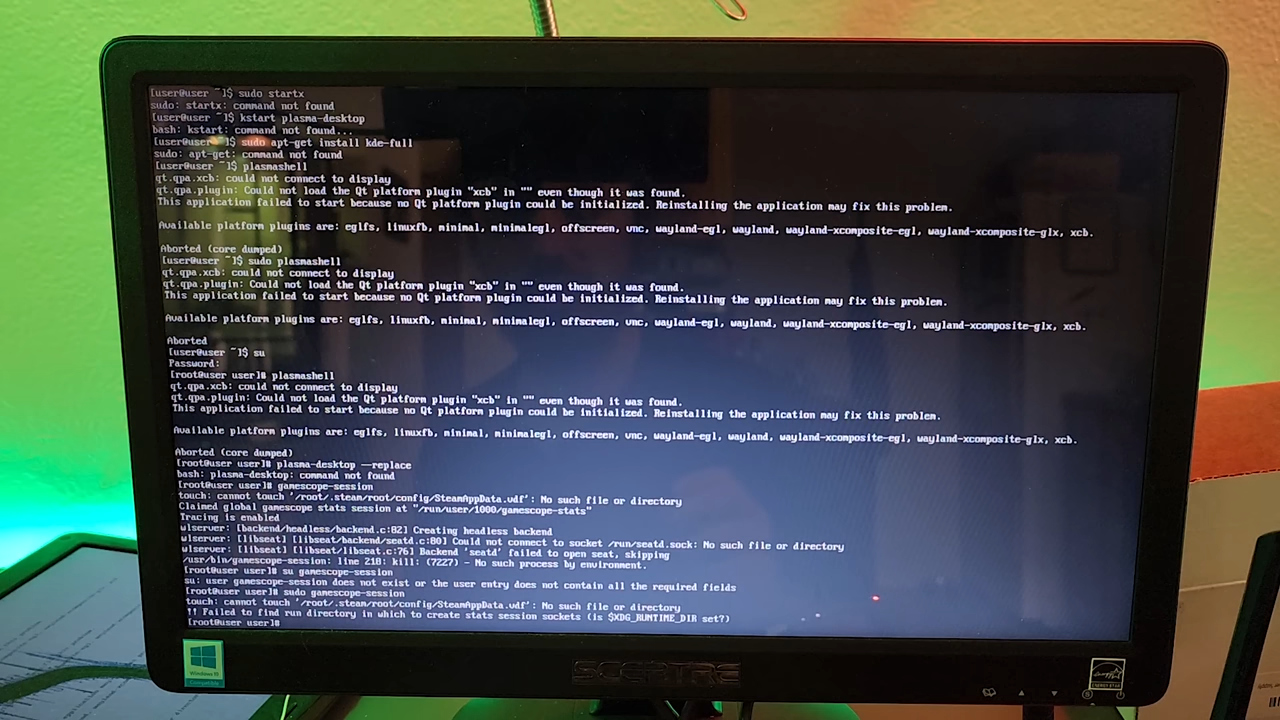 [user@user ~]$ sudo startx
sudo: startx: command not found
[user@user ~]$ kstart plasma-desktop
bash: kstart: command not found...
[user@user ~]$ sudo apt-get install kde-full
sudo: apt-get: command not found
[user@user ~]$ plasmashell
qt.qpa.xcb: could not connect to display
qt.qpa.plugin: Could not load the Qt platform plugin "xcb" in "" even though it was found.
This application failed to start because no Qt platform plugin could be initialized. Reinstalling the application may fix this problem.
Available platform plugins are: eglfs, linuxfb, minimal, minimalegl, offscreen, vnc, wayland-egl, wayland, wayland-xcomposite-egl, wayland-xcomposite-glx, xcb.
Aborted (core dumped)
[user@user ~]$ sudo plasmashell
qt.qpa.xcb: could not connect to display
qt.qpa.plugin: Could not load the Qt platform plugin "xcb" in "" even though it was found.
This application failed to start because no Qt platform plugin could be initialized. Reinstalling the application may fix this problem.
Available platform plugins are: eglfs, linuxfb, minimal, minimalegl, offscreen, vnc, wayland-egl, wayland, wayland-xcomposite-egl, wayland-xcomposite-glx, xcb.
Aborted
[user@user ~]$ su
Password:
[root@user user]# plasmashell
qt.qpa.xcb: could not connect to display
qt.qpa.plugin: Could not load the Qt platform plugin "xcb" in "" even though it was found.
This application failed to start because no Qt platform plugin could be initialized. Reinstalling the application may fix this problem.
Available platform plugins are: eglfs, linuxfb, minimal, minimalegl, offscreen, vnc, wayland-egl, wayland, wayland-xcomposite-egl, wayland-xcomposite-glx, xcb.
Aborted (core dumped)
[root@user user]# plasma-desktop --replace
bash: plasma-desktop: command not found
[root@user user]# gamescope-session
touch: cannot touch '/root/.steam/root/config/SteamAppData.vdf': No such file or directory
Claimed global gamescope stats session at "/run/user/1000/gamescope-stats"
Tracing is enabled
wlserver: [backend/headless/backend.c:82] Creating headless backend
wlserver: [libseat] [libseat/backend/seatd.c:80] Could not connect to socket /run/seatd.sock: No such file or directory
wlserver: [libseat] [libseat/libseat.c:76] Backend 'seatd' failed to open seat, skipping
/usr/bin/gamescope-session: line 218: kill: (7227) - No such process by environment.
[root@user user]# su gamescope-session
su: user gamescope-session does not exist or the user entry does not contain all the required fields
[root@user user]# sudo gamescope-session
touch: cannot touch '/root/.steam/root/config/SteamAppData.vdf': No such file or directory
!! Failed to find run directory in which to create stats session sockets (is $XDG_RUNTIME_DIR set?)
[root@user user]#
Windows 10
Compatible
SCEPTRE
ENERGY STAR